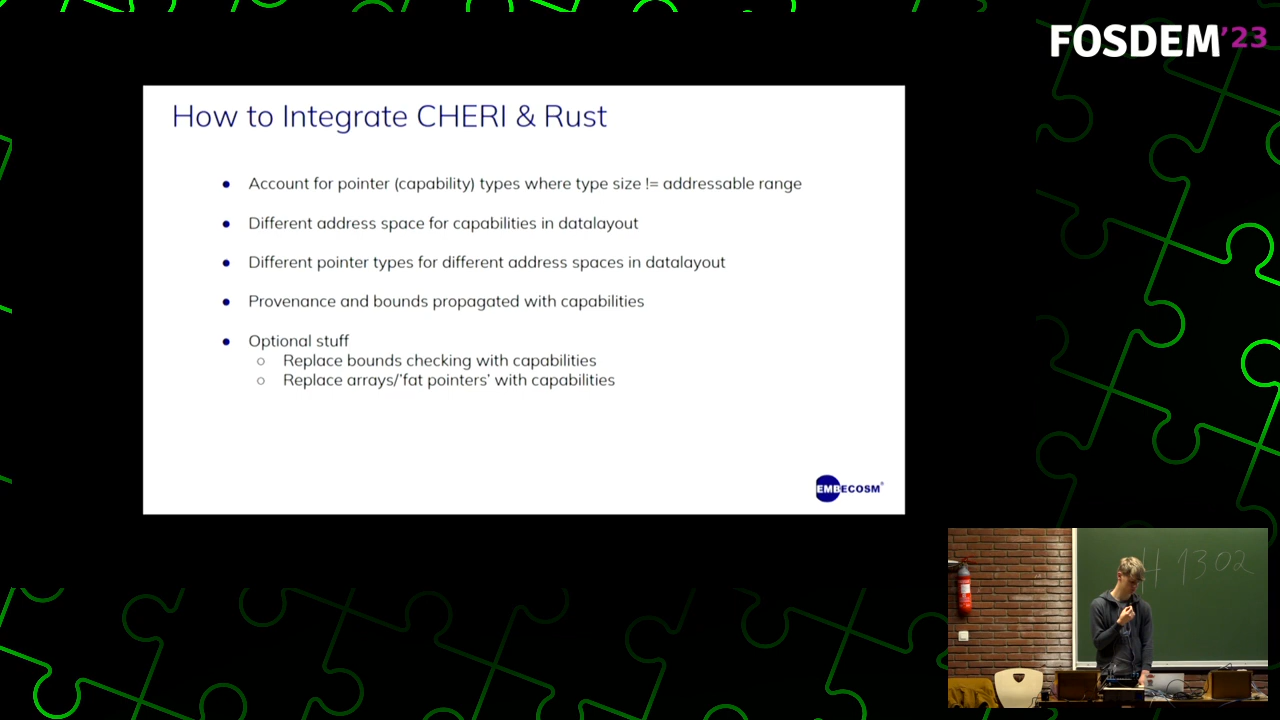 FOSDEM'23
How to Integrate CHERI & Rust
● Account for pointer (capability) types where type size != addressable range
● Different address space for capabilities in datalayout
● Different pointer types for different address spaces in datalayout
● Provenance and bounds propagated with capabilities
● Optional stuff
○ Replace bounds checking with capabilities
○ Replace arrays/'fat pointers' with capabilities
EMBECOSM®
H 1302